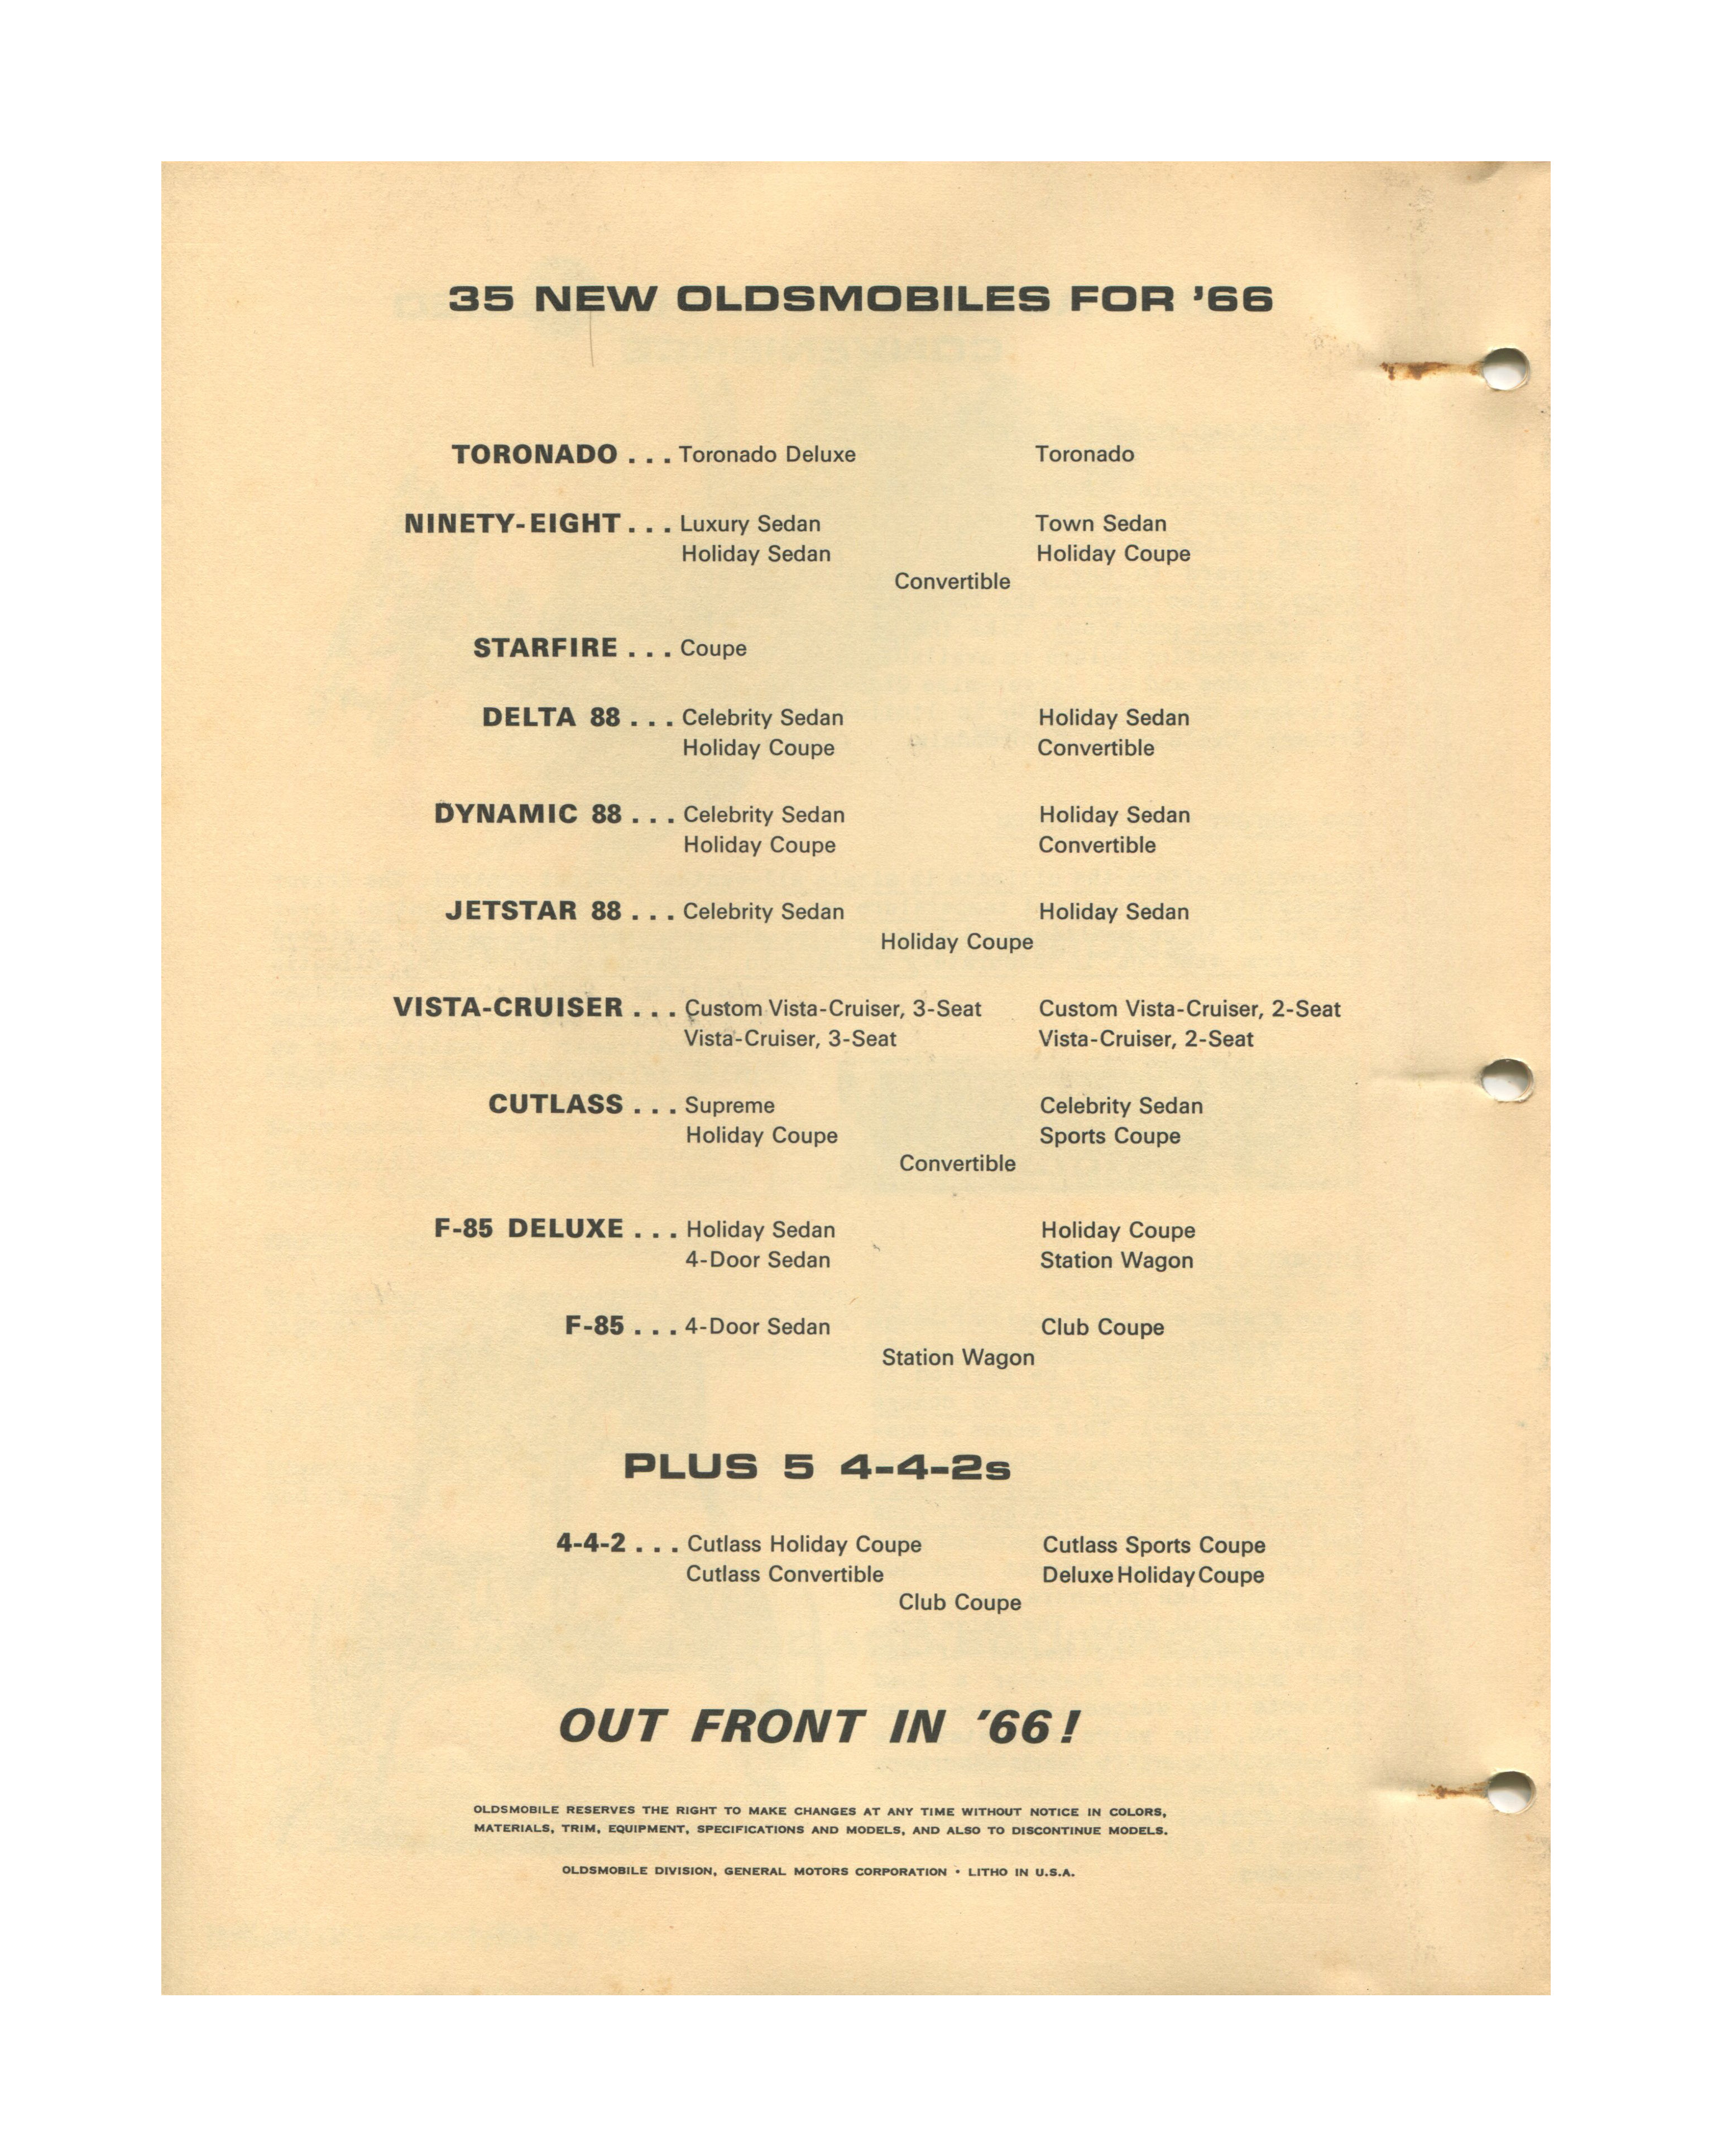 35 NEW OLDSMOBILES FOR '66
TORONADO . . . Toronado Deluxe Toronado
NINETY-EIGHT . . . Luxury Sedan Town Sedan
Holiday Sedan Holiday Coupe
Convertible
STARFIRE . . . Coupe
DELTA 88 . . . Celebrity Sedan Holiday Sedan
Holiday Coupe Convertible
DYNAMIC 88 . . . Celebrity Sedan Holiday Sedan
Holiday Coupe Convertible
JETSTAR 88 . . . Celebrity Sedan Holiday Sedan
Holiday Coupe
VISTA-CRUISER . . . Custom Vista-Cruiser, 3-Seat Custom Vista-Cruiser, 2-Seat
Vista-Cruiser, 3-Seat Vista-Cruiser, 2-Seat
CUTLASS . . . Supreme Celebrity Sedan
Holiday Coupe Sports Coupe
Convertible
F-85 DELUXE . . . Holiday Sedan Holiday Coupe
4-Door Sedan Station Wagon
F-85 . . . 4-Door Sedan Club Coupe
Station Wagon
PLUS 5 4-4-2s
4-4-2 . . . Cutlass Holiday Coupe Cutlass Sports Coupe
Cutlass Convertible Deluxe Holiday Coupe
Club Coupe
OUT FRONT IN '66!
OLDSMOBILE RESERVES THE RIGHT TO MAKE CHANGES AT ANY TIME WITHOUT NOTICE IN COLORS,
MATERIALS, TRIM, EQUIPMENT, SPECIFICATIONS AND MODELS, AND ALSO TO DISCONTINUE MODELS.
OLDSMOBILE DIVISION, GENERAL MOTORS CORPORATION • LITHO IN U.S.A.